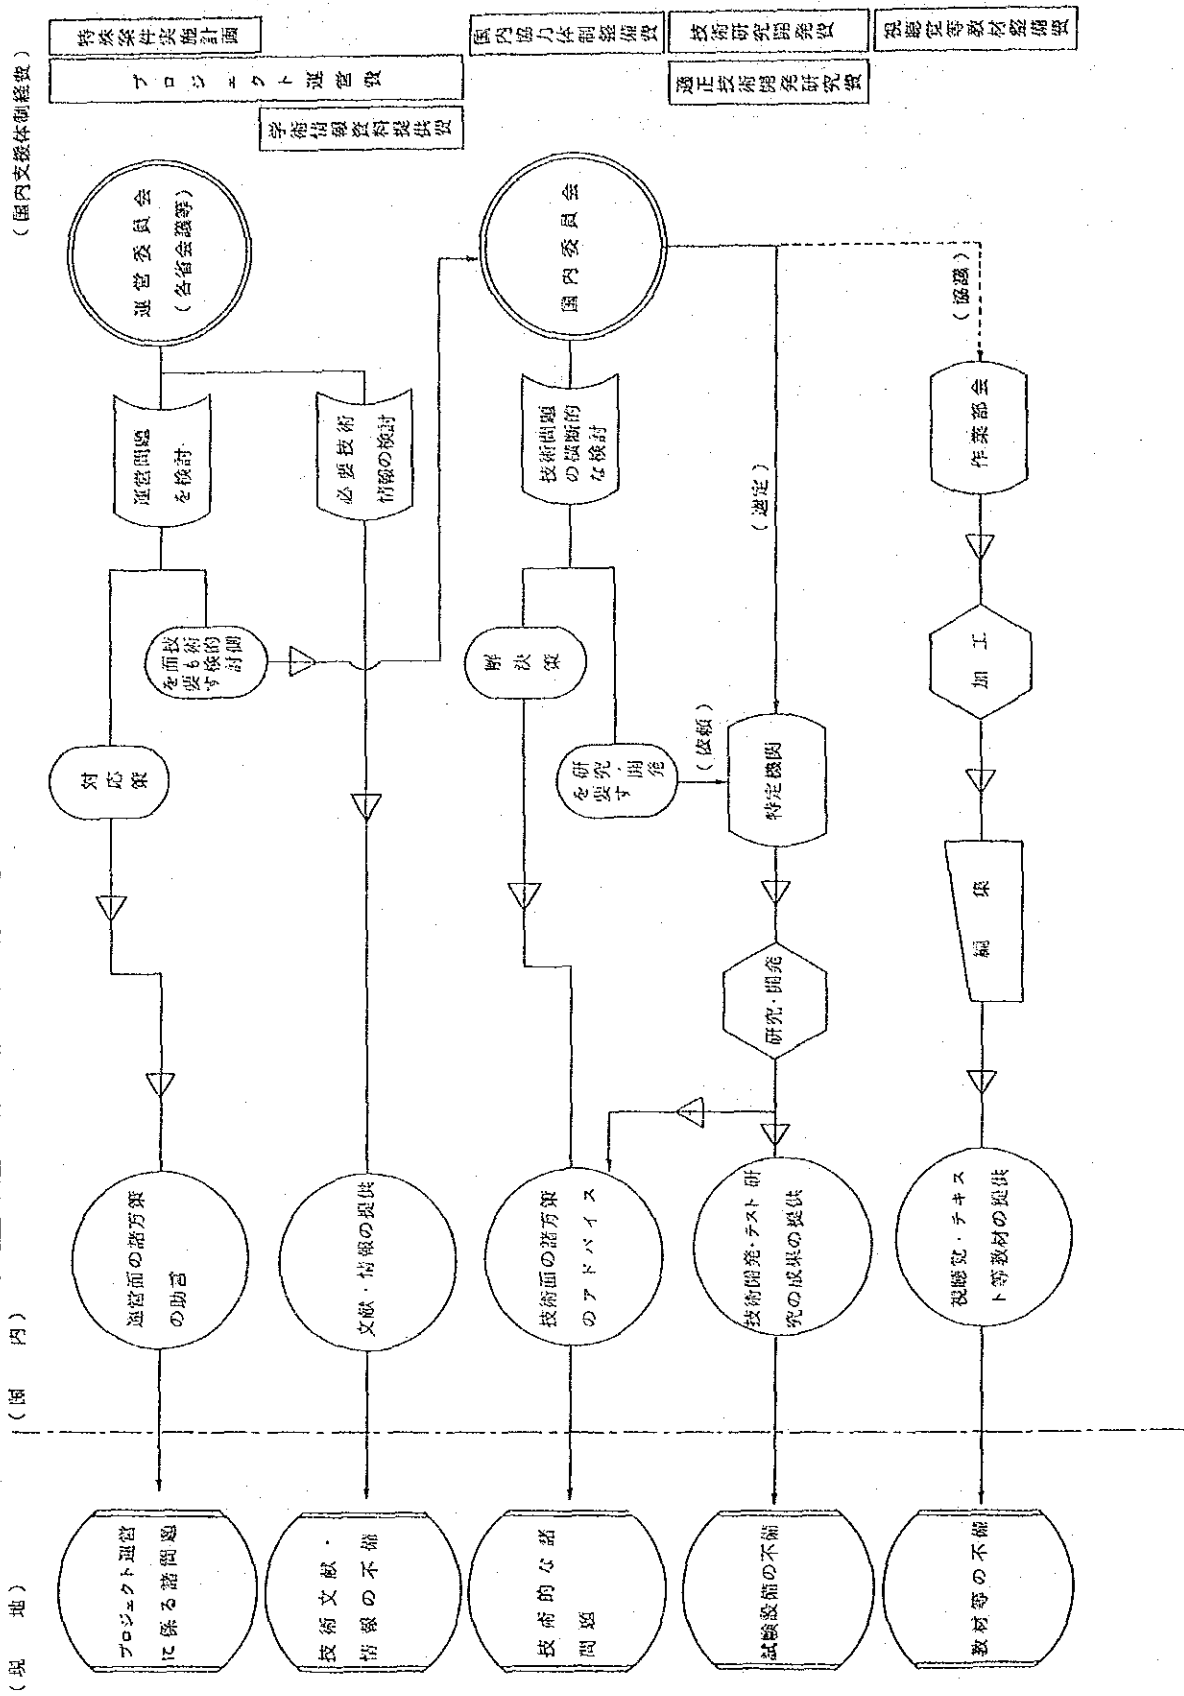 （国内支援体制経費）
特殊案件実施計画
プロジェクト運営費
学術情報資料提供費
国内協力体制整備費
技術研究開発費
適正技術開発研究費
視聴覚等教材整備費
運営委員会
（各省会議等）
国内委員会
（協議）
作業部会
運営問題
を検討
必要技術
情報の検討
技術問題
の横断的
な検討
（選定）
技術的側
面も検討
を要す
解決策
加工
対応策
研究・開発
を要す
（依頼）
特定機関
編集
研究・開発
運営面の諸方策
の助言
文献・情報の提供
技術面の諸方策
のアドバイス
技術開発・テスト研
究の成果の提供
視聴覚・テキス
ト等教材の提供
（国内）
（現地）
プロジェクト運営
に係る諸問題
技術文献・
情報の不備
技術的な諸
問題
試験設備の不備
教材等の不備